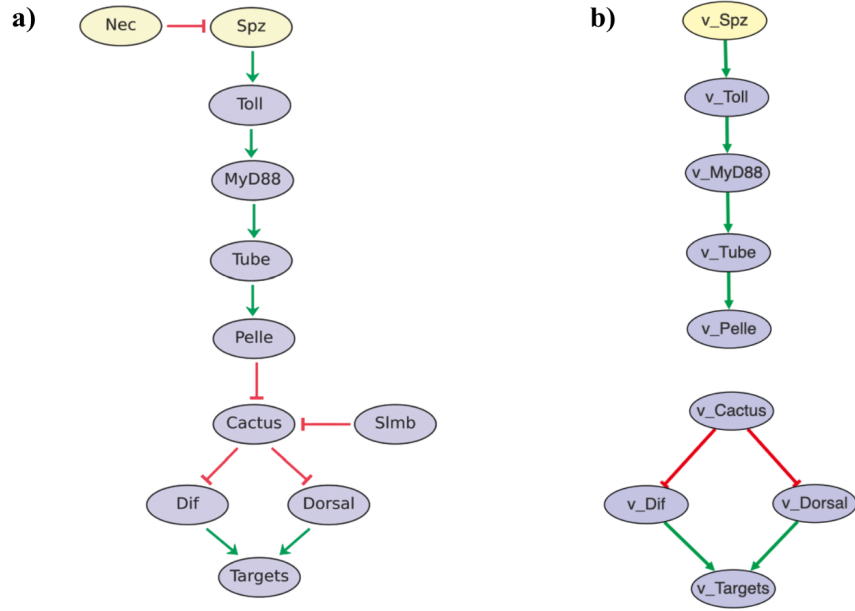 a)
Nec
Spz
Toll
MyD88
Tube
Pelle
Cactus
Slmb
Dif
Dorsal
Targets
b)
v_Spz
v_Toll
v_MyD88
v_Tube
v_Pelle
v_Cactus
v_Dif
v_Dorsal
v_Targets